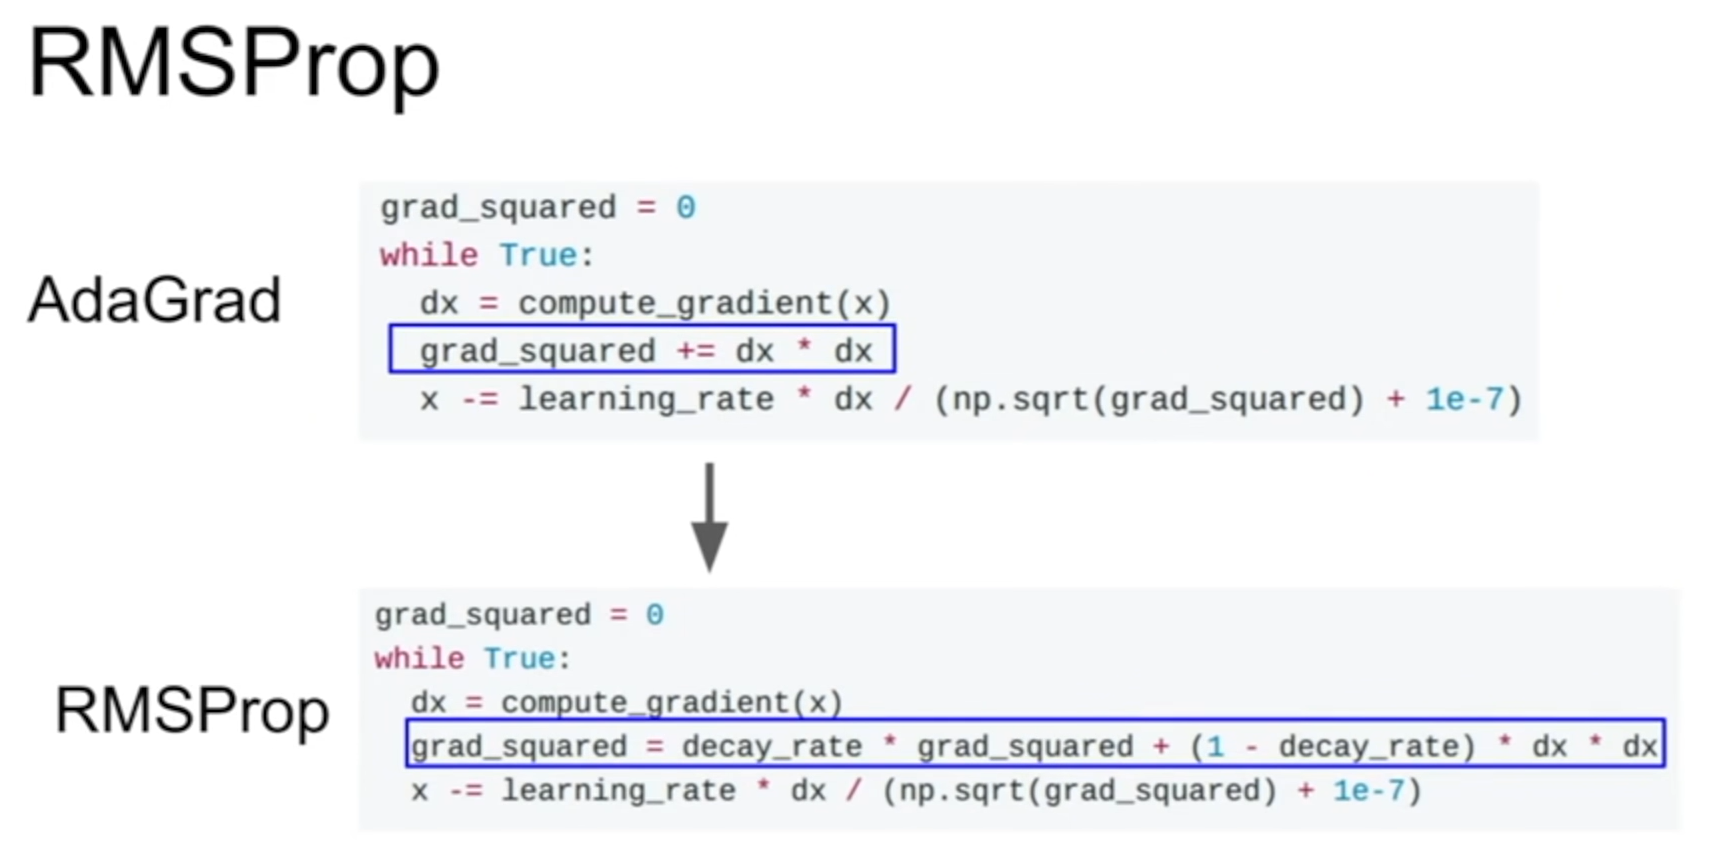 RMSProp
AdaGrad
grad_squared = 0
while True:
dx = compute_gradient(x)
grad_squared += dx * dx
x -= learning_rate * dx / (np.sqrt(grad_squared) + 1e-7)
RMSProp
grad_squared = 0
while True:
dx = compute_gradient(x)
grad_squared = decay_rate * grad_squared + (1 - decay_rate) * dx * dx
x -= learning_rate * dx / (np.sqrt(grad_squared) + 1e-7)